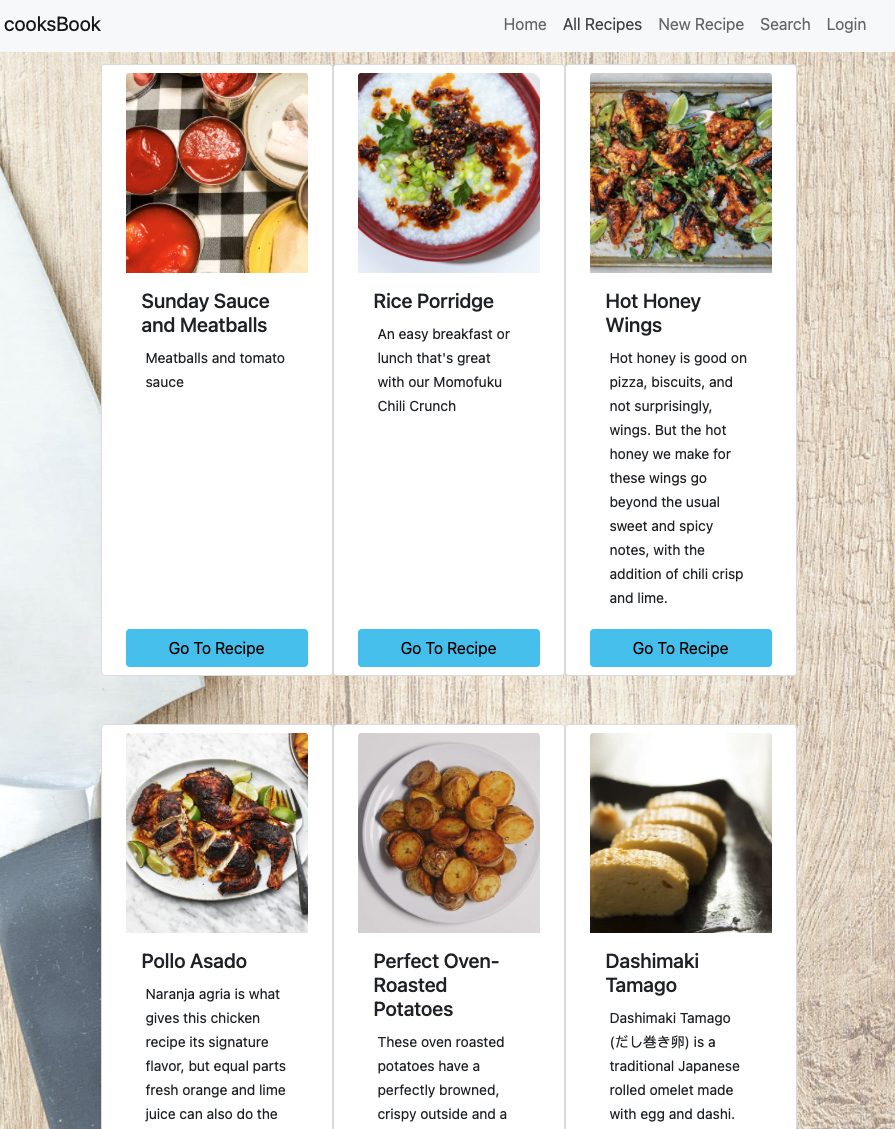 cooksBook
Home All Recipes New Recipe Search Login
Sunday Sauce
and Meatballs
Meatballs and tomato
sauce
Go To Recipe
Rice Porridge
An easy breakfast or
lunch that's great
with our Momofuku
Chili Crunch
Go To Recipe
Hot Honey
Wings
Hot honey is good on
pizza, biscuits, and
not surprisingly,
wings. But the hot
honey we make for
these wings go
beyond the usual
sweet and spicy
notes, with the
addition of chili crisp
and lime.
Go To Recipe
Pollo Asado
Naranja agria is what
gives this chicken
recipe its signature
flavor, but equal parts
fresh orange and lime
juice can also do the
Perfect Oven-
Roasted
Potatoes
These oven roasted
potatoes have a
perfectly browned,
crispy outside and a
Dashimaki
Tamago
Dashimaki Tamago
(だし巻き卵) is a
traditional Japanese
rolled omelet made
with egg and dashi.